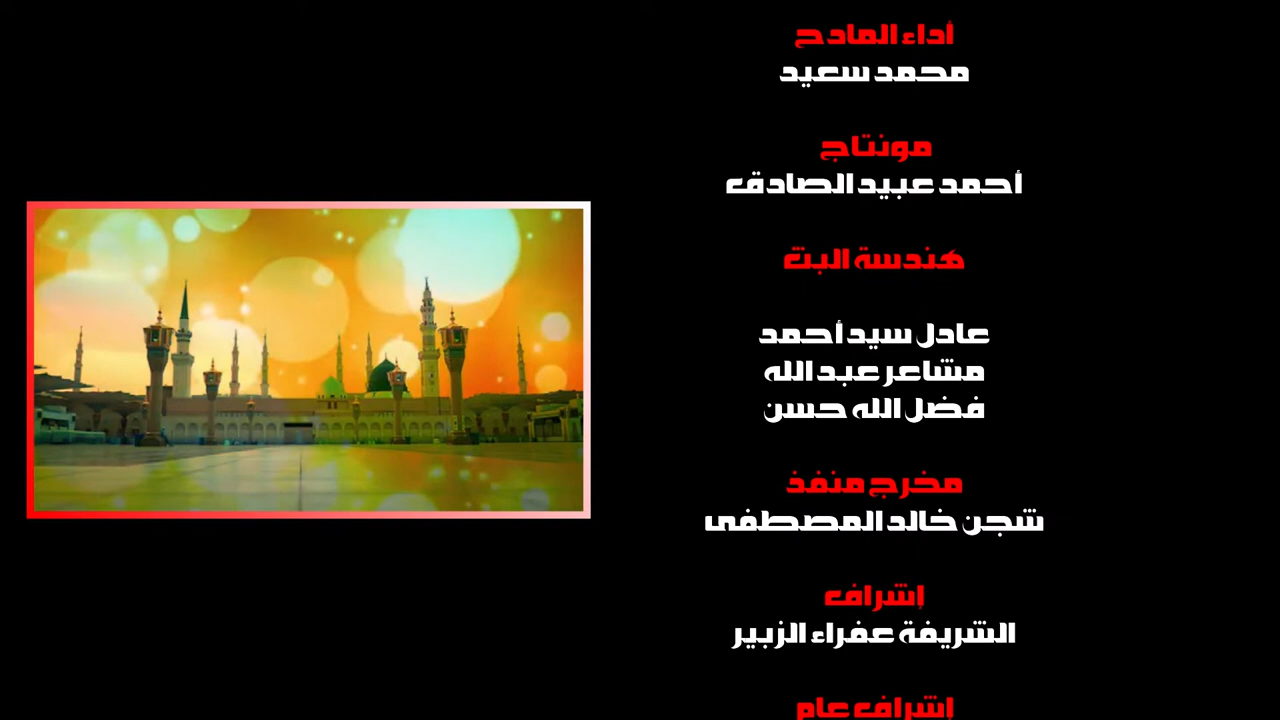 أداء المادح
محمد سعيد
مونتاج
أحمد عبيد الصادق
هندسة البث
عادل سيد أحمد
مشاعر عبد الله
فضل الله حسن
مخرج منفذ
شجن خالد المصطفى
إشراف
الشريفة عفراء الزبير
إشراف عام